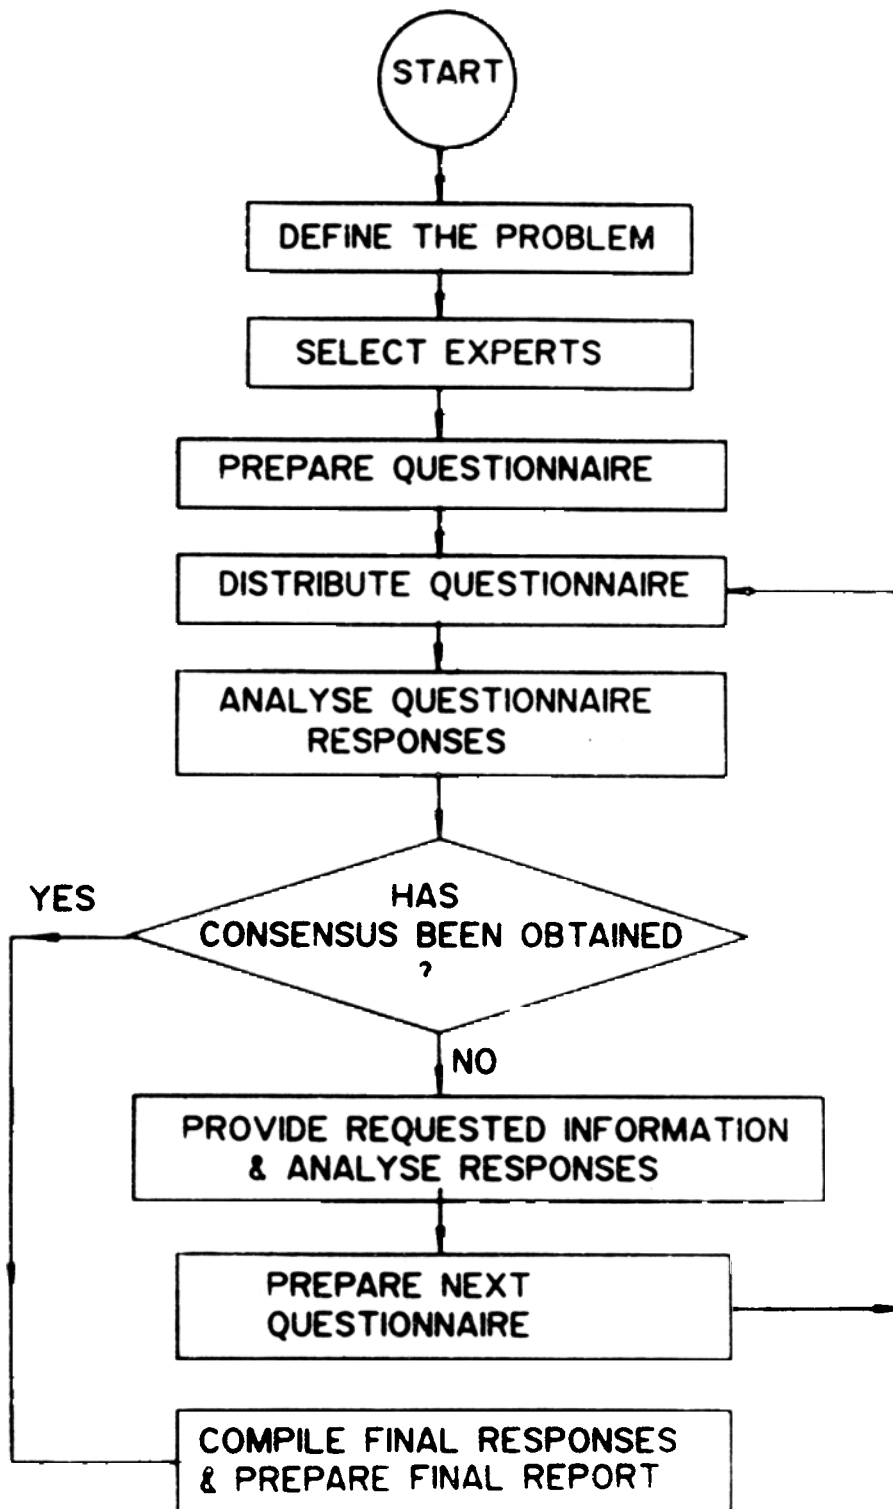 START
DEFINE THE PROBLEM
SELECT EXPERTS
PREPARE QUESTIONNAIRE
DISTRIBUTE QUESTIONNAIRE
ANALYSE QUESTIONNAIRE
RESPONSES
YES
HAS
CONSENSUS BEEN OBTAINED
?
NO
PROVIDE REQUESTED INFORMATION
& ANALYSE RESPONSES
PREPARE NEXT
QUESTIONNAIRE
COMPILE FINAL RESPONSES
& PREPARE FINAL REPORT